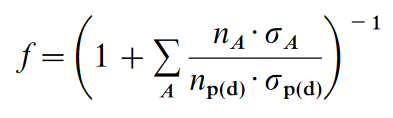 f = ( 1 + ∑_A (n_A · σ_A) / (n_p(d) · σ_p(d)) )^−1